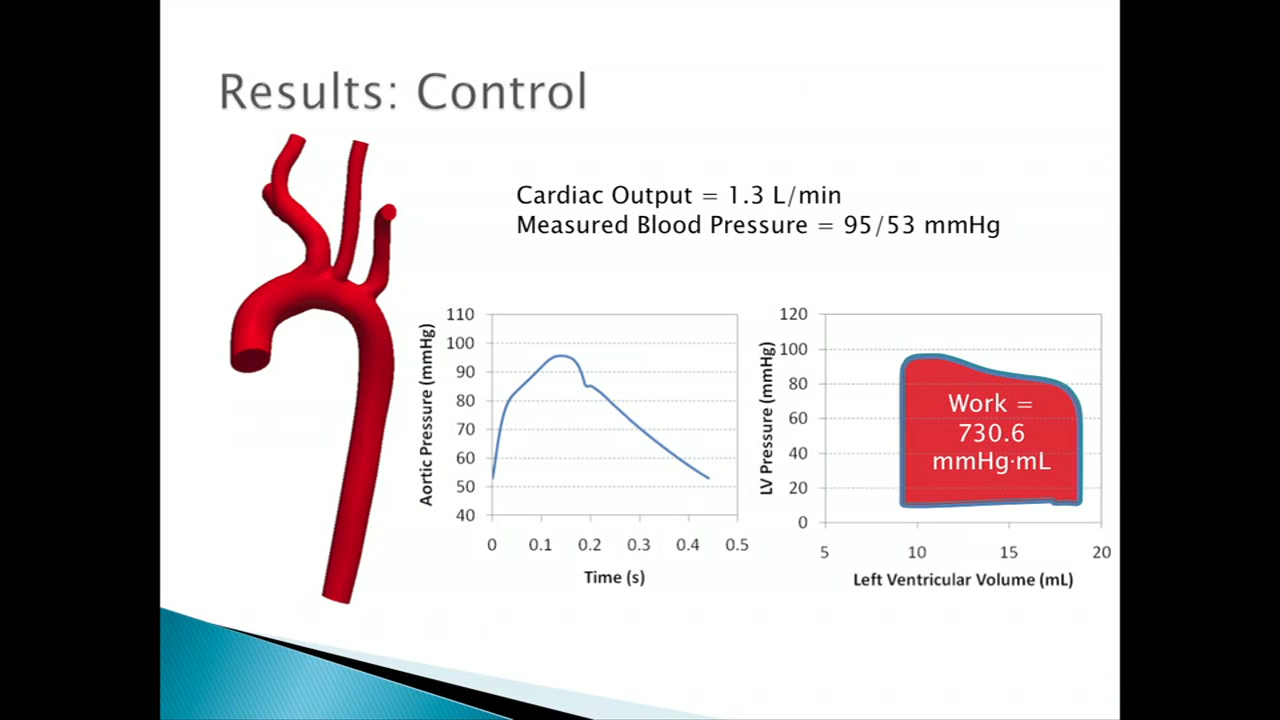 Results: Control
Cardiac Output = 1.3 L/min
Measured Blood Pressure = 95/53 mmHg
Aortic Pressure (mmHg)
110
100
90
80
70
60
50
40
0 0.1 0.2 0.3 0.4 0.5
Time (s)
LV Pressure (mmHg)
120
100
80
60
40
20
0
Work =
730.6
mmHg·mL
5 10 15 20
Left Ventricular Volume (mL)